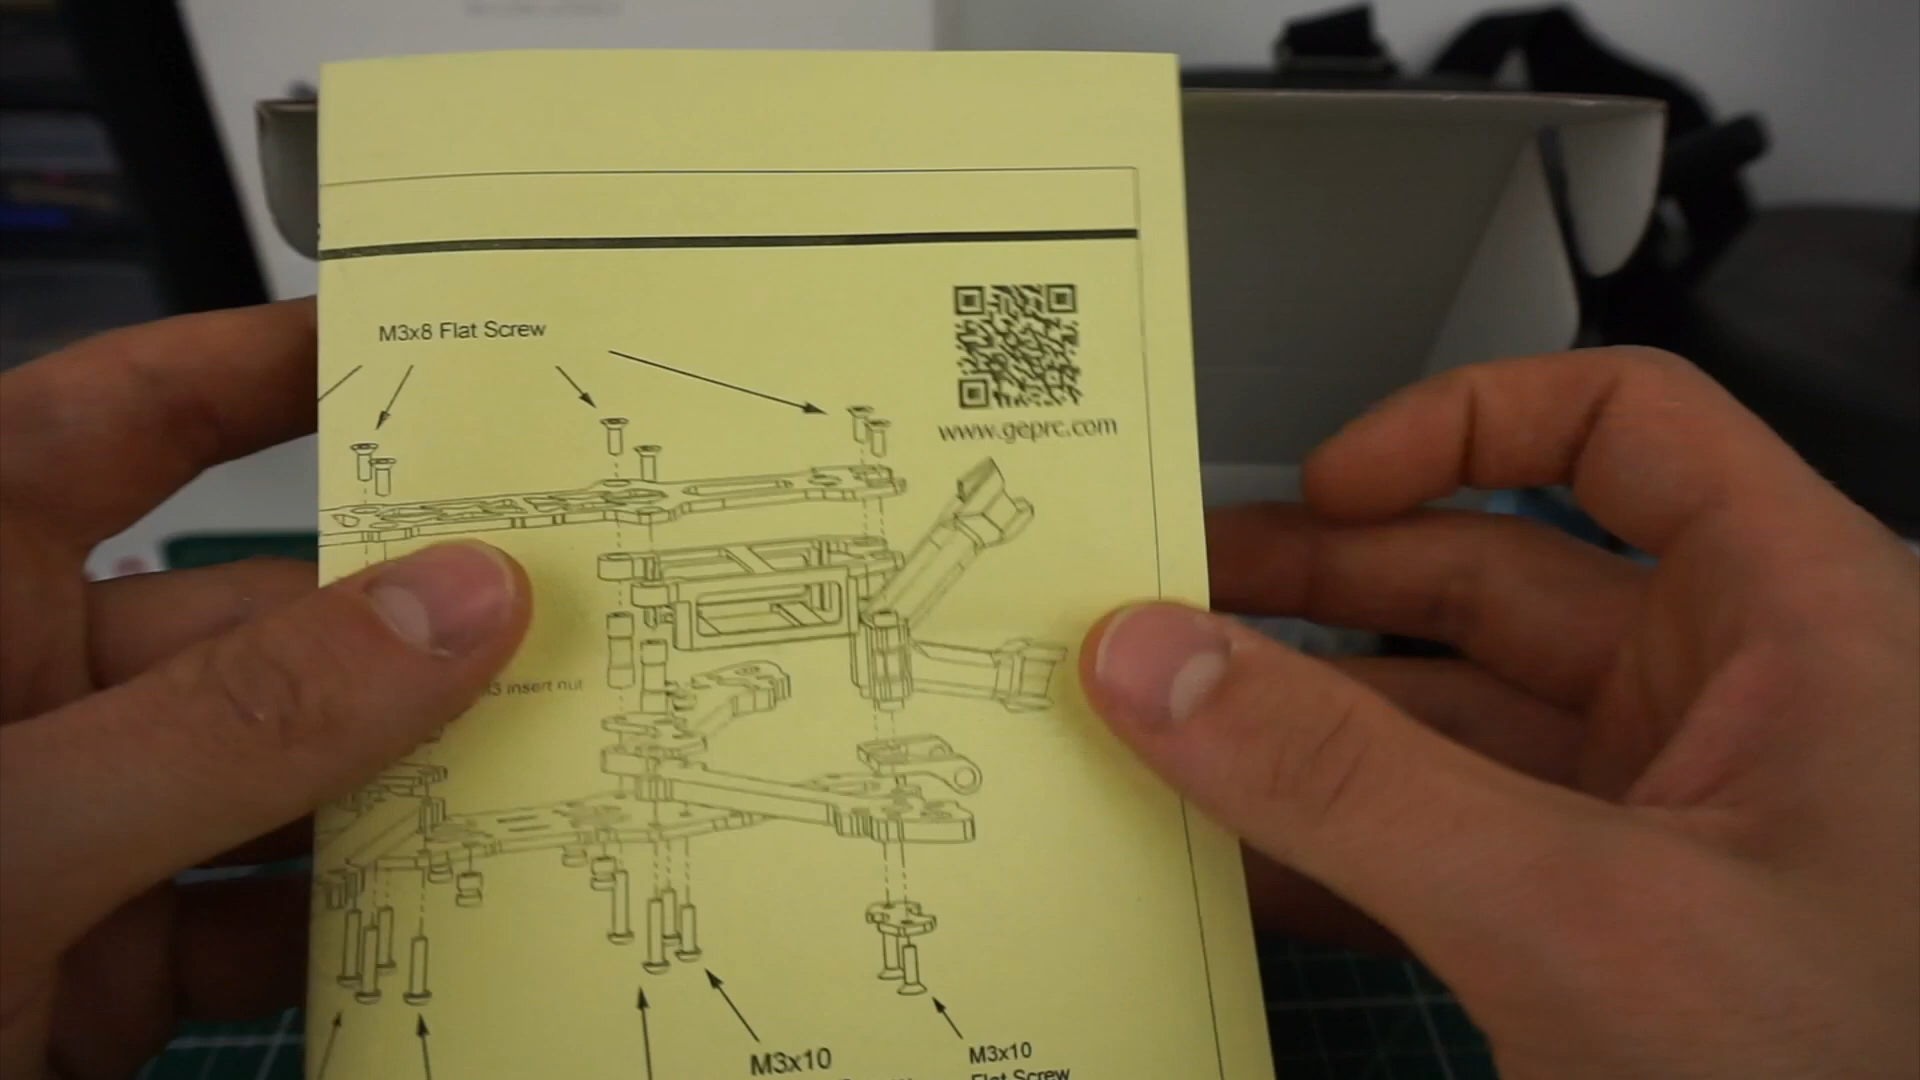 M3x8 Flat Screw
www.geprc.com
insert nut
M3x10
M3x10
Flat Screw